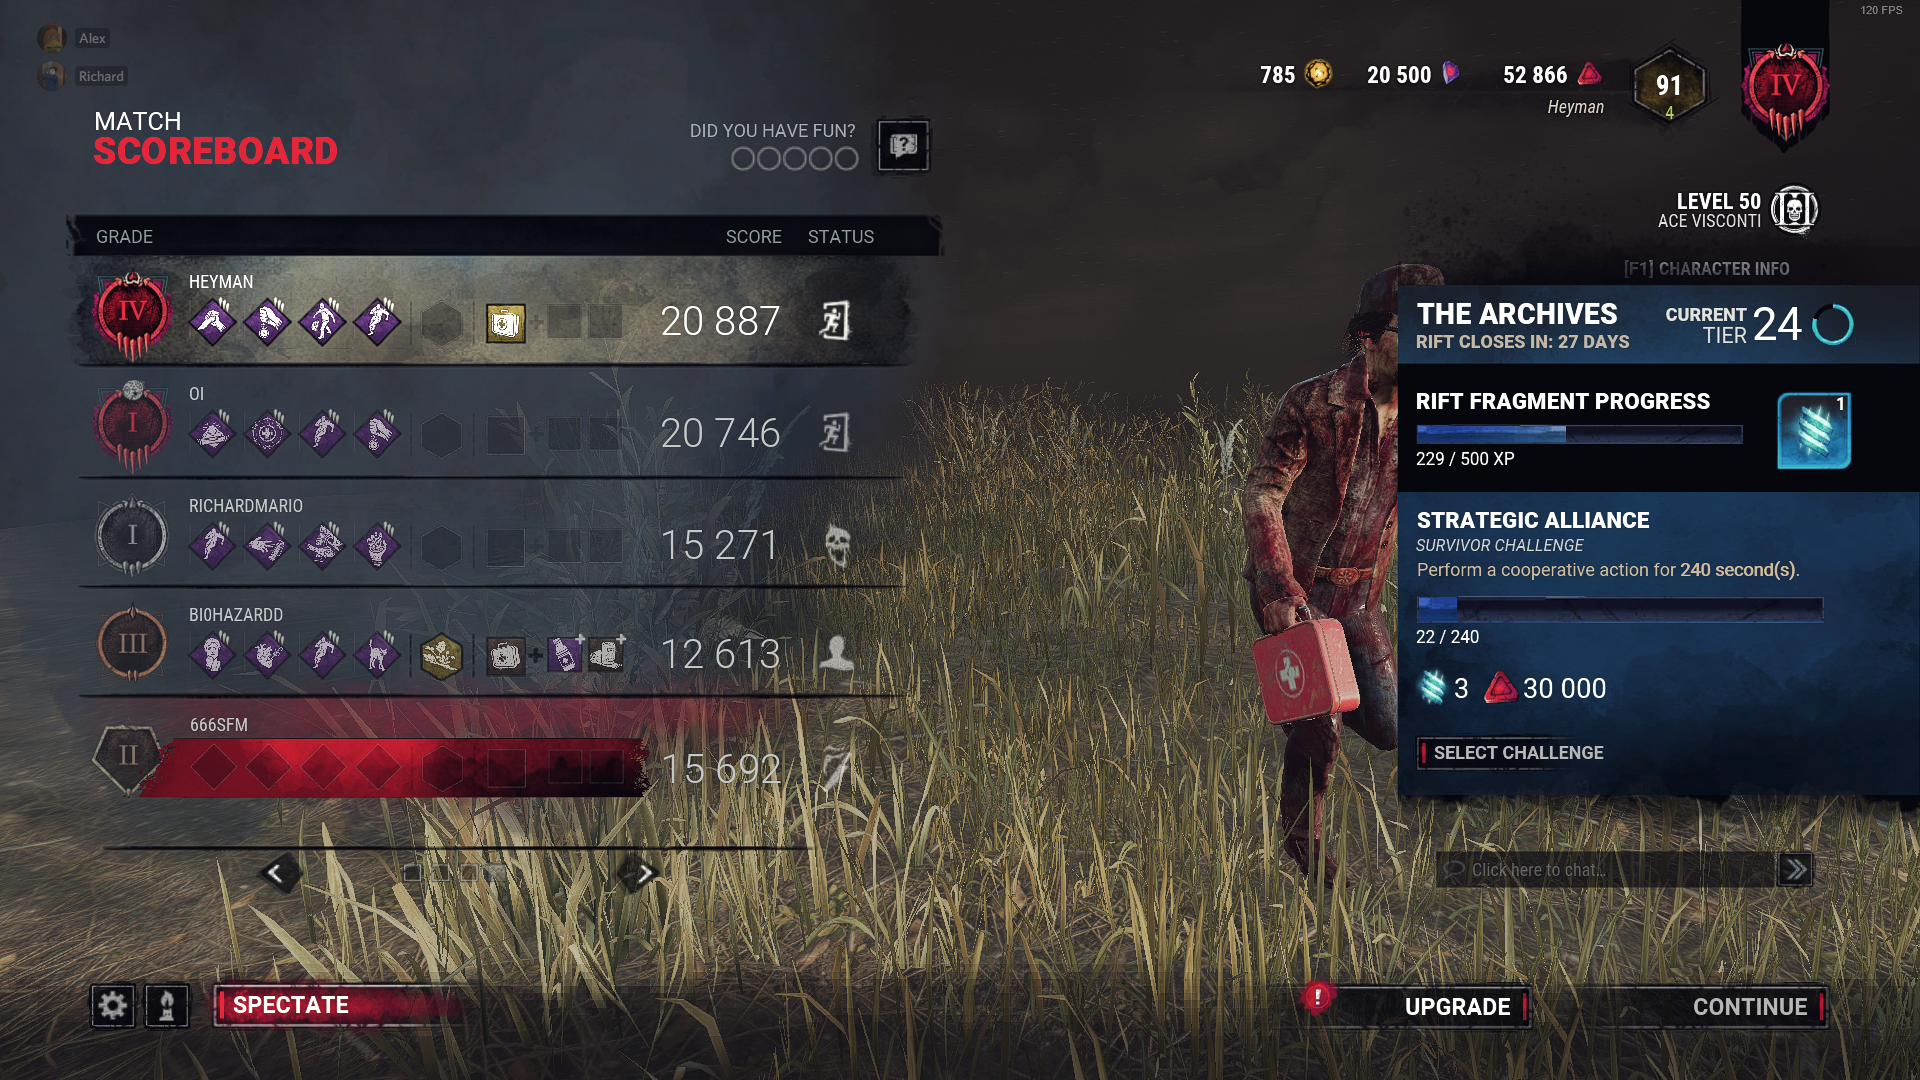 120 FPS
Alex
Richard
785
20 500
52 866
Heyman
91
4
IV
MATCH
SCOREBOARD
DID YOU HAVE FUN?
?
LEVEL 50
ACE VISCONTI
[F1] CHARACTER INFO
GRADE SCORE STATUS
HEYMAN
IV
20 887
OI
I
20 746
RICHARDMARIO
I
15 271
BI0HAZARDD
III
12 613
666SFM
II
15 692
THE ARCHIVES
RIFT CLOSES IN: 27 DAYS
CURRENT
TIER
24
RIFT FRAGMENT PROGRESS
1
229 / 500 XP
STRATEGIC ALLIANCE
SURVIVOR CHALLENGE
Perform a cooperative action for 240 second(s).
22 / 240
3
30 000
SELECT CHALLENGE
Click here to chat...
SPECTATE
!
UPGRADE
CONTINUE